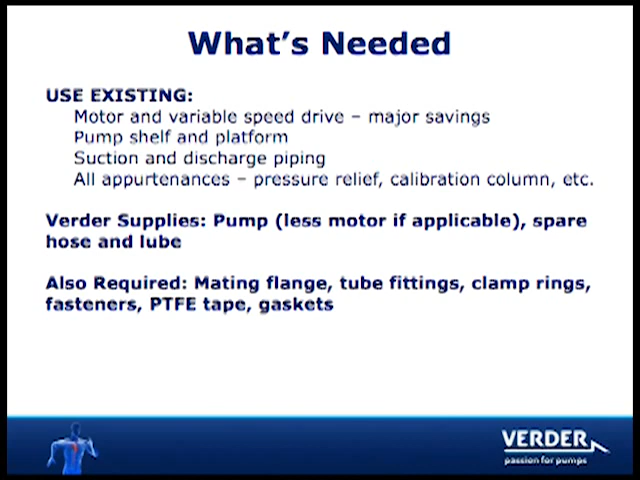 What's Needed
USE EXISTING:
Motor and variable speed drive – major savings
Pump shelf and platform
Suction and discharge piping
All appurtenances – pressure relief, calibration column, etc.
Verder Supplies: Pump (less motor if applicable), spare
hose and lube
Also Required: Mating flange, tube fittings, clamp rings,
fasteners, PTFE tape, gaskets
VERDER
passion for pumps